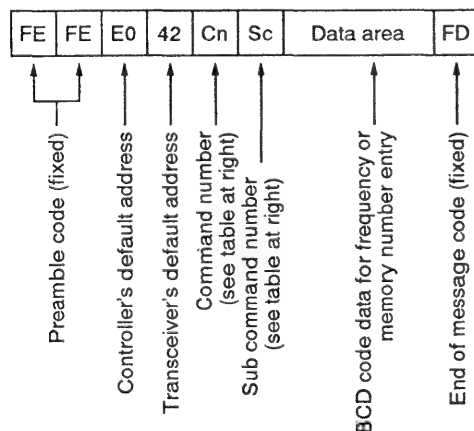 FE FE E0 42 Cn Sc Data area FD
Preamble code (fixed)
Controller's default address
Transceiver's default address
Command number
(see table at right)
Sub command number
(see table at right)
BCD code data for frequency or
memory number entry
End of message code (fixed)